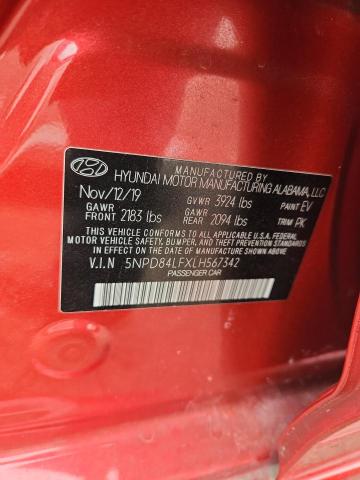 MANUFACTURED BY
HYUNDAI MOTOR MANUFACTURING ALABAMA, LLC
Nov/12/19 GVWR 3924 lbs PAINT EV
GAWR FRONT 2183 lbs GAWR REAR 2094 lbs TRIM PK
THIS VEHICLE CONFORMS TO ALL APPLICABLE U.S.A. FEDERAL
MOTOR VEHICLE SAFETY, BUMPER, AND THEFT PREVENTION
STANDARDS IN EFFECT ON THE DATE OF MANUFACTURE SHOWN ABOVE.
V.I.N 5NPD84LFXLH567342
PASSENGER CAR